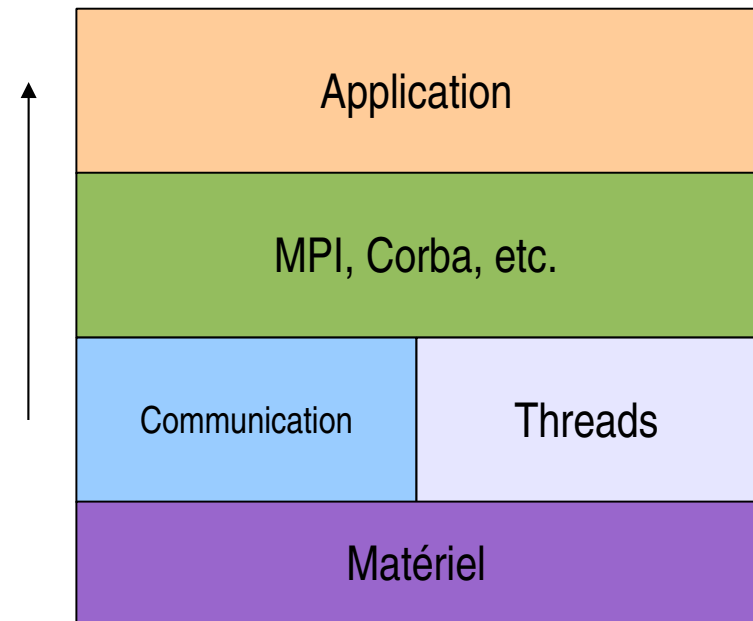 Application
MPI, Corba, etc.
Communication
Threads
Matériel